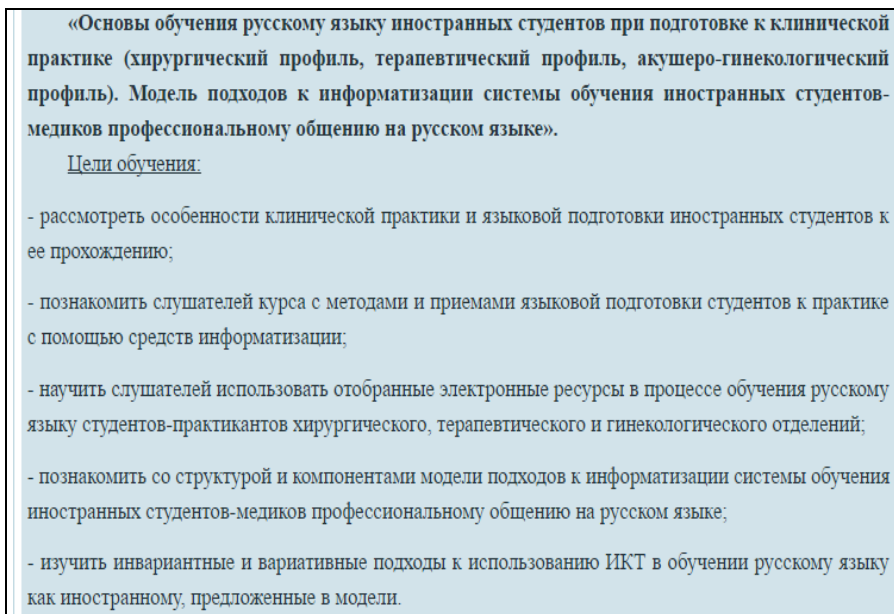 «Основы обучения русскому языку иностранных студентов при подготовке к клинической
практике (хирургический профиль, терапевтический профиль, акушеро-гинекологический
профиль). Модель подходов к информатизации системы обучения иностранных студентов-
медиков профессиональному общению на русском языке».
Цели обучения:
- рассмотреть особенности клинической практики и языковой подготовки иностранных студентов к
ее прохождению;
- познакомить слушателей курса с методами и приемами языковой подготовки студентов к практике
с помощью средств информатизации;
- научить слушателей использовать отобранные электронные ресурсы в процессе обучения русскому
языку студентов-практикантов хирургического, терапевтического и гинекологического отделений;
- познакомить со структурой и компонентами модели подходов к информатизации системы обучения
иностранных студентов-медиков профессиональному общению на русском языке;
- изучить инвариантные и вариативные подходы к использованию ИКТ в обучении русскому языку
как иностранному, предложенные в модели.